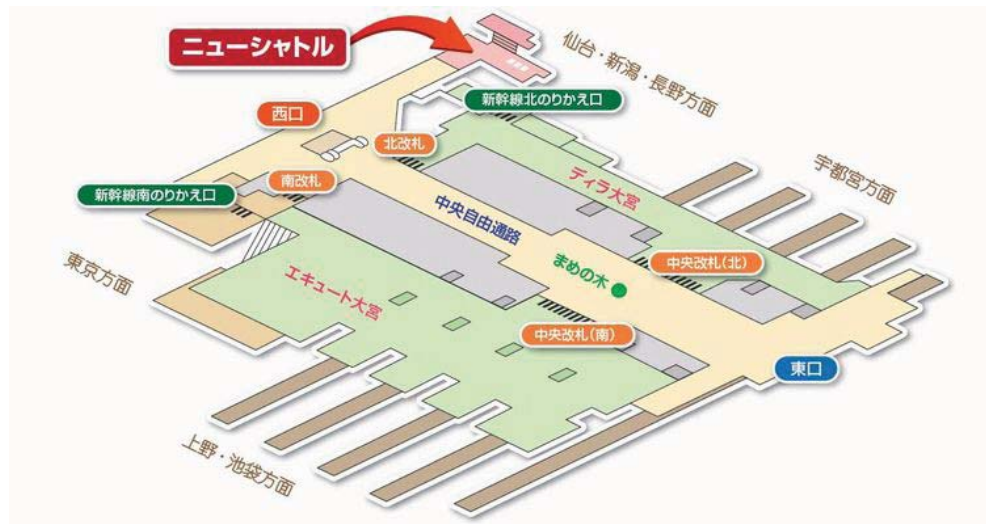 ニューシャトル
仙台・新潟・長野方面
新幹線北のりかえ口
西口
北改札
宇都宮方面
ディラ大宮
南改札
新幹線南のりかえ口
中央自由通路
まめの木
中央改札(北)
東京方面
エキュート大宮
中央改札(南)
東口
上野・池袋方面